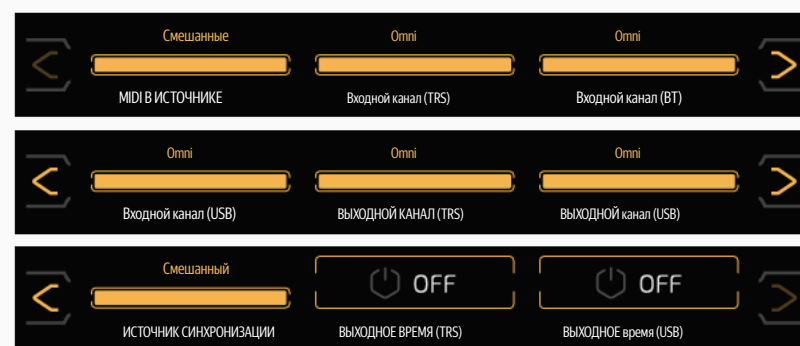 Смешанные Omni Omni
MIDI В ИСТОЧНИКЕ Входной канал (TRS) Входной канал (BT)
Omni Omni Omni
Входной канал (USB) ВЫХОДНОЙ КАНАЛ (TRS) ВЫХОДНОЙ канал (USB)
Смешанный OFF OFF
ИСТОЧНИК СИНХРОНИЗАЦИИ ВЫХОДНОЕ ВРЕМЯ (TRS) ВЫХОДНОЕ время (USB)